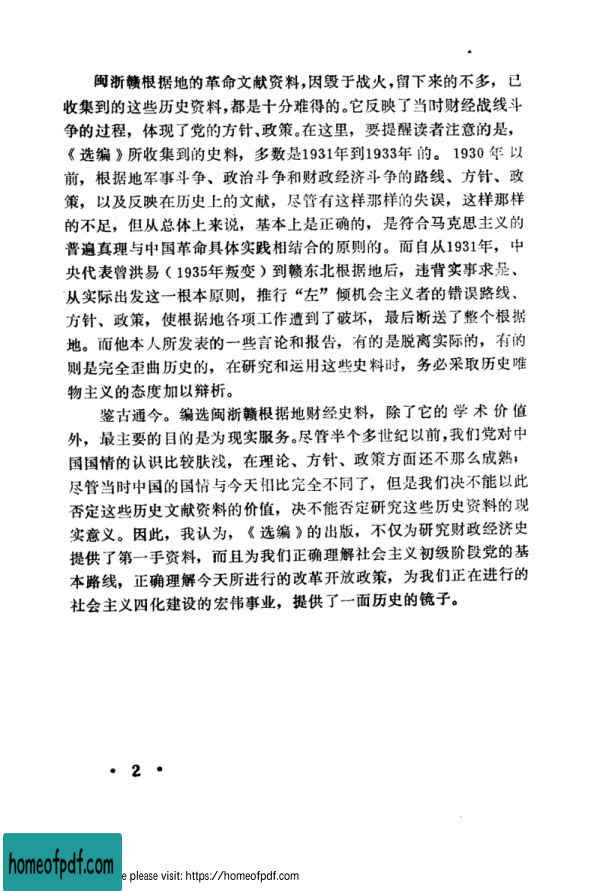 闽浙赣根据地的革命文献资料，因毁于战火，留下来的不多，已
收集到的这些历史资料，都是十分难得的。它反映了当时财经战线斗
争的过程，体现了党的方针、政策。在这里，要提醒读者注意的是，
《选编》所收集到的史料，多数是1931年到1933年的。1930年以
前，根据地军事斗争、政治斗争和财政经济斗争的路线、方针、政
策，以及反映在历史上的文献，尽管有这样那样的失误，这样那样
的不足，但从总体上来说，基本上是正确的，是符合马克思主义的
普遍真理与中国革命具体实践相结合的原则的。而自从1931年，中
央代表曾洪易（1935年叛变）到赣东北根据地后，违背实事求是、
从实际出发这一根本原则，推行“左”倾机会主义者的错误路线、
方针、政策，使根据地各项工作遭到了破坏，最后断送了整个根据
地。而他本人所发表的一些言论和报告，有的是脱离实际的，有的
则是完全歪曲历史的，在研究和运用这些史料时，务必采取历史唯
物主义的态度加以辩析。
鉴古通今。编选闽浙赣根据地财经史料，除了它的学术价值
外，最主要的目的是为现实服务。尽管半个多世纪以前，我们党对中
国国情的认识比较肤浅，在理论、方针、政策方面还不那么成熟，
尽管当时中国的国情与今天相比完全不同了，但是我们决不能以此
否定这些历史文献资料的价值，决不能否定研究这些历史资料的现
实意义。因此，我认为，《选编》的出版，不仅为研究财政经济史
提供了第一手资料，而且为我们正确理解社会主义初级阶段党的基
本路线，正确理解今天所进行的改革开放政策，为我们正在进行的
社会主义四化建设的宏伟事业，提供了一面历史的镜子。
• 2 •
homeofpdf.com
e please visit: https://homeofpdf.com